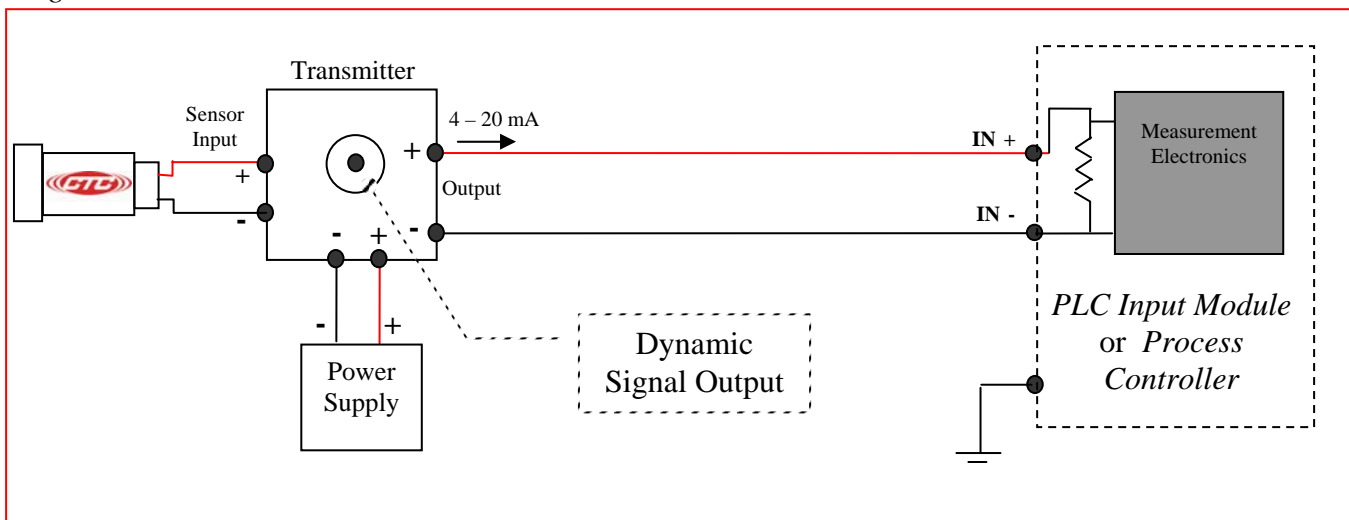 Transmitter
Sensor
Input
4 – 20 mA
+
-
CTC
+
-
Output
- +
- +
Power
Supply
Dynamic
Signal Output
IN +
IN -
Measurement
Electronics
PLC Input Module
or Process
Controller